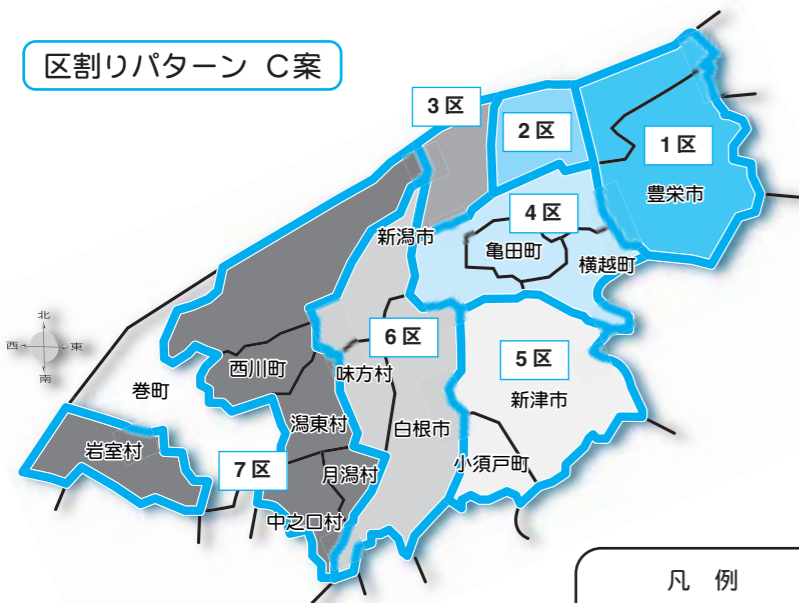 区割りパターン C案
3区
2区
1区
豊栄市
4区
新潟市
亀田町
横越町
北
西
東
南
6区
5区
西川町
味方村
巻町
新津市
潟東村
白根市
岩室村
7区
月潟村
小須戸町
中之口村
凡 例